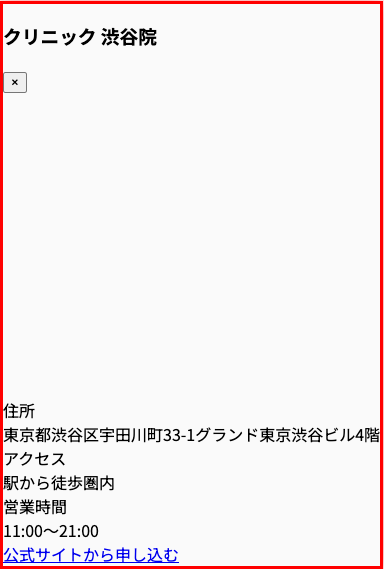 クリニック 渋谷院
×
住所
東京都渋谷区宇田川町33-1グランド東京渋谷ビル4階
アクセス
駅から徒歩圏内
営業時間
11:00～21:00
公式サイトから申し込む